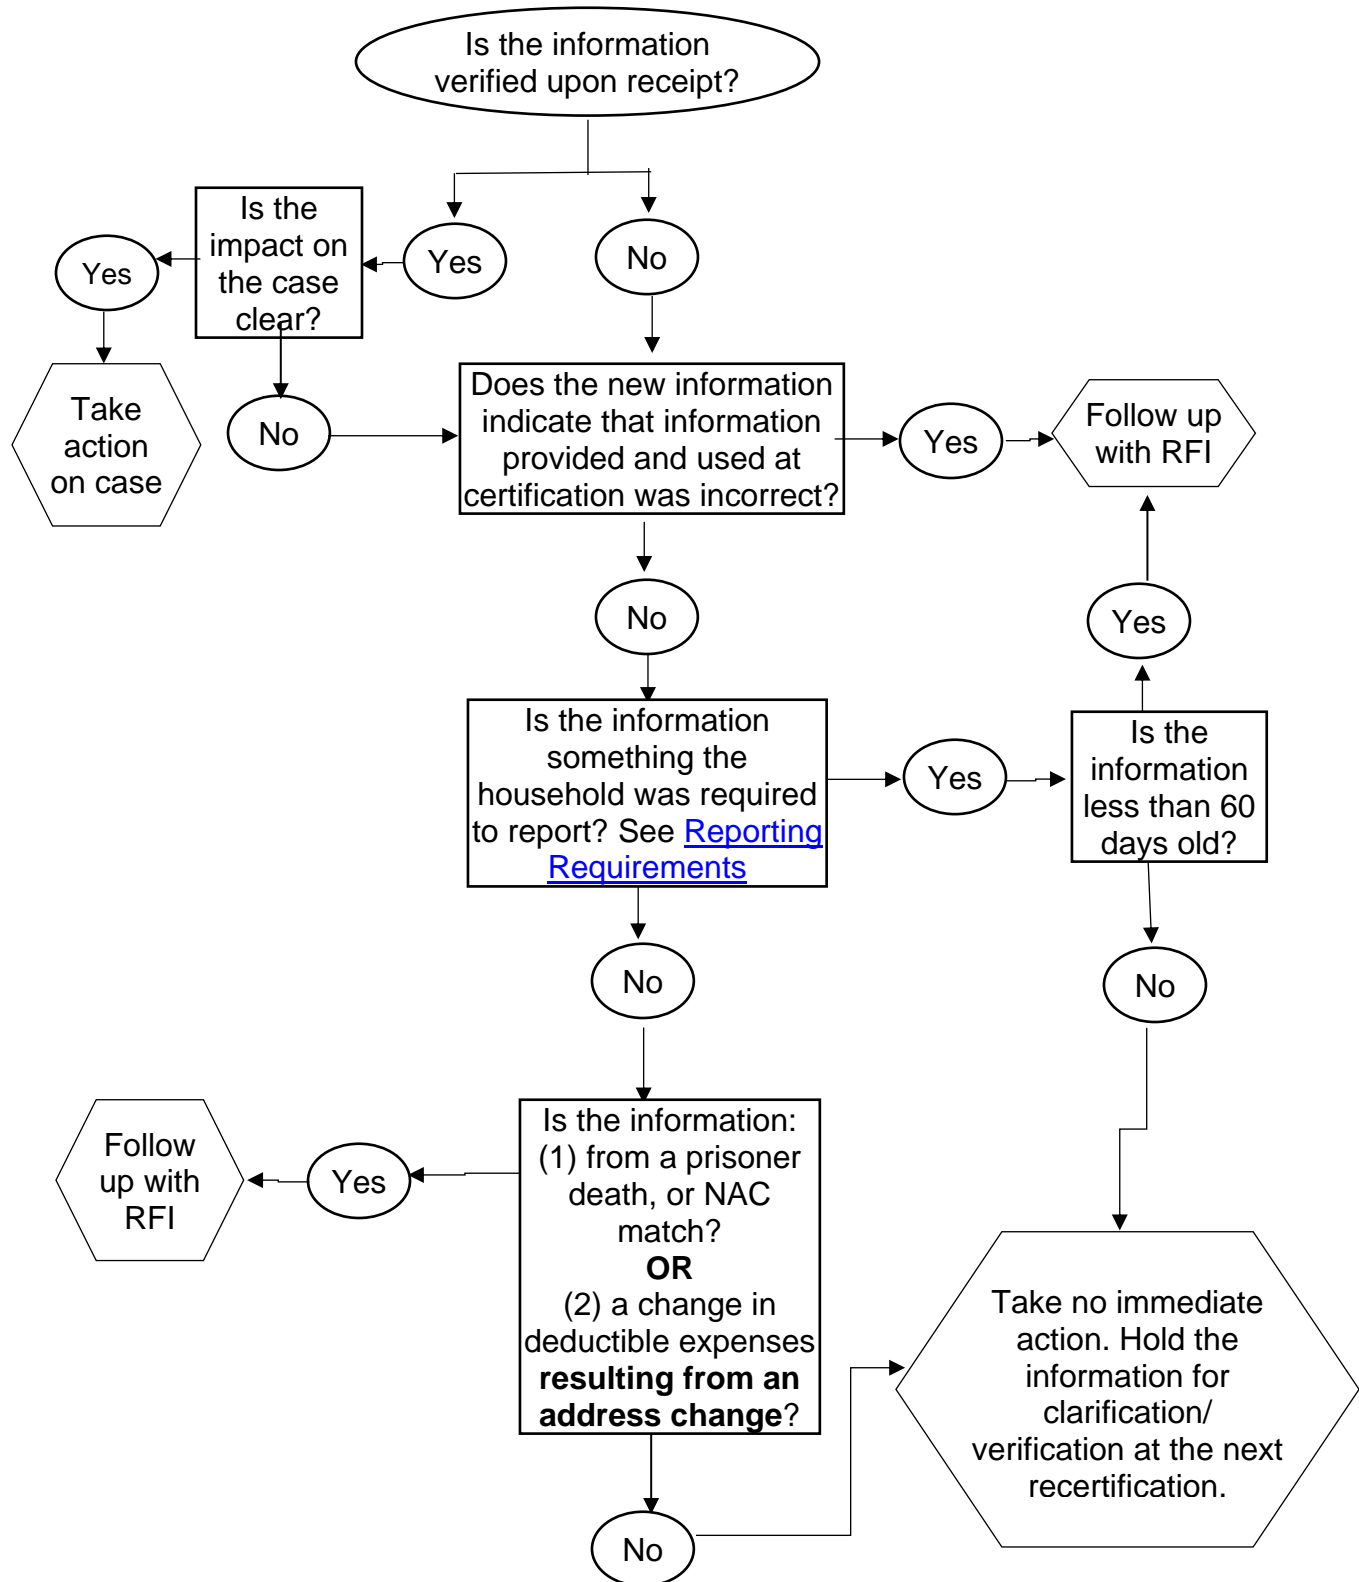 Is the information
verified upon receipt?
Is the
impact on
the case
clear?
Yes
Yes
No
Take
action
on case
No
Does the new information
indicate that information
provided and used at
certification was incorrect?
Yes
Follow up
with RFI
No
Yes
Is the information
something the
household was required
to report? See Reporting
Requirements
Yes
Is the
information
less than 60
days old?
No
No
Is the information:
(1) from a prisoner
death, or NAC
match?
OR
(2) a change in
deductible expenses
resulting from an
address change?
Yes
Follow
up with
RFI
Take no immediate
action. Hold the
information for
clarification/
verification at the next
recertification.
No